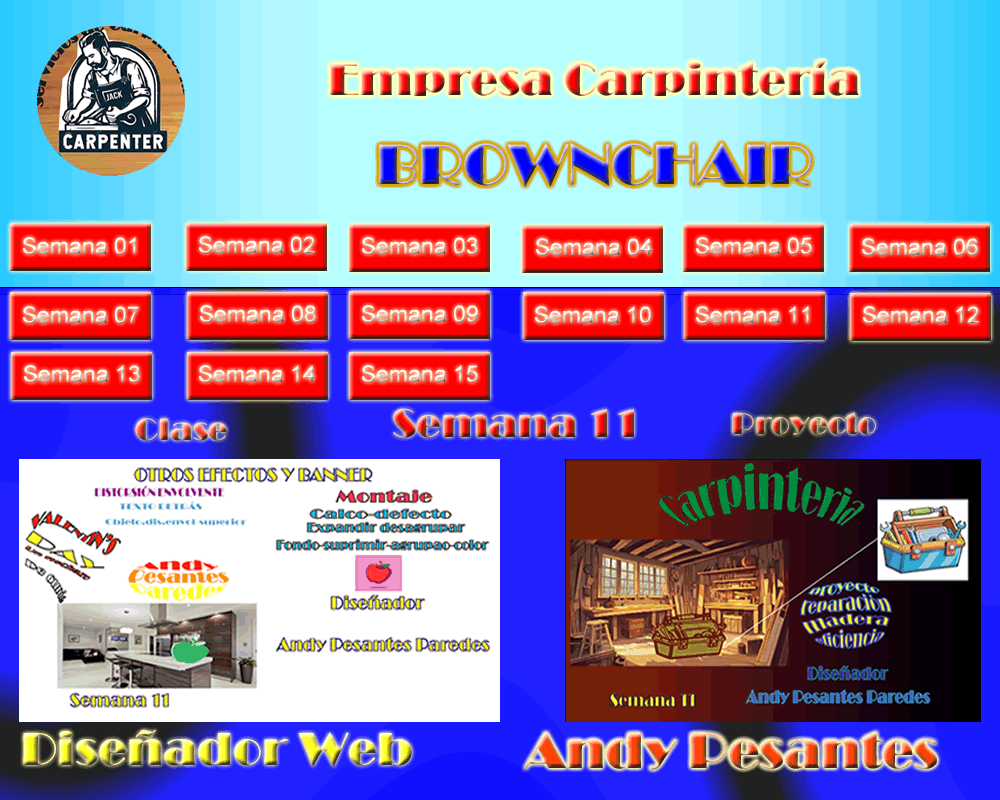 Servicios de Carpintería
JACK
CARPENTER
Empresa Carpintería
BROWNCHAIR
Semana 01
Semana 02
Semana 03
Semana 04
Semana 05
Semana 06
Semana 07
Semana 08
Semana 09
Semana 10
Semana 11
Semana 12
Semana 13
Semana 14
Semana 15
Clase
Semana 11
Proyecto
OTROS EFECTOS Y BANNER
DISTORSIÓN ENVOLVENTE
TEXTO DETRÁS
Objeto.dis.envol-superior
VALENTIN'S
DAY
Andy
Pesantes
Paredes
Semana 11
Montaje
Calco-defecto
Expandir desagrupar
Fondo-suprimir-agrupao-color
Diseñador
Andy Pesantes Paredes
Carpinteria
proyecto
reparación
madera
eficiencia
Diseñador
Andy Pesantes Paredes
Semana 11
Diseñador Web
Andy Pesantes